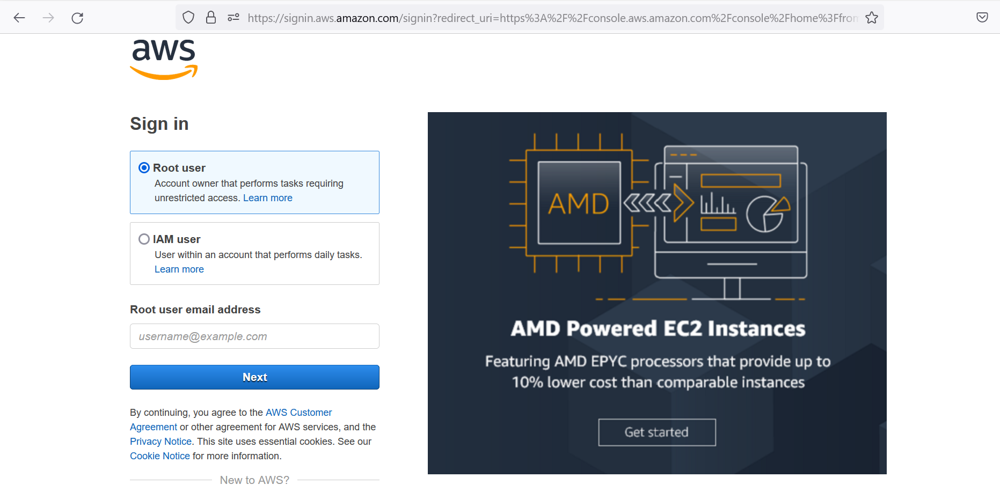 https://signin.aws.amazon.com/signin?redirect_uri=https%3A%2F%2Fconsole.aws.amazon.com%2Fconsole%2Fhome%3Ffrom
aws
Sign in
Root user
Account owner that performs tasks requiring
unrestricted access. Learn more
IAM user
User within an account that performs daily tasks.
Learn more
Root user email address
username@example.com
Next
By continuing, you agree to the AWS Customer
Agreement or other agreement for AWS services, and the
Privacy Notice. This site uses essential cookies. See our
Cookie Notice for more information.
New to AWS?
AMD
AMD Powered EC2 Instances
Featuring AMD EPYC processors that provide up to
10% lower cost than comparable instances
Get started